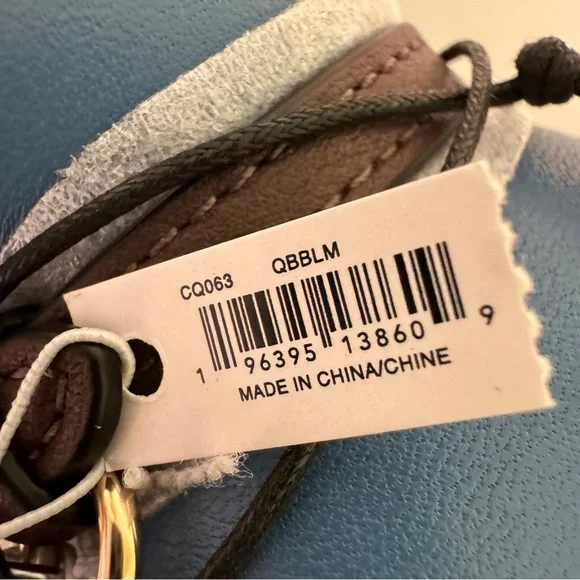 CQ063 QBBLM
1 96395 13860 9
MADE IN CHINA/CHINE